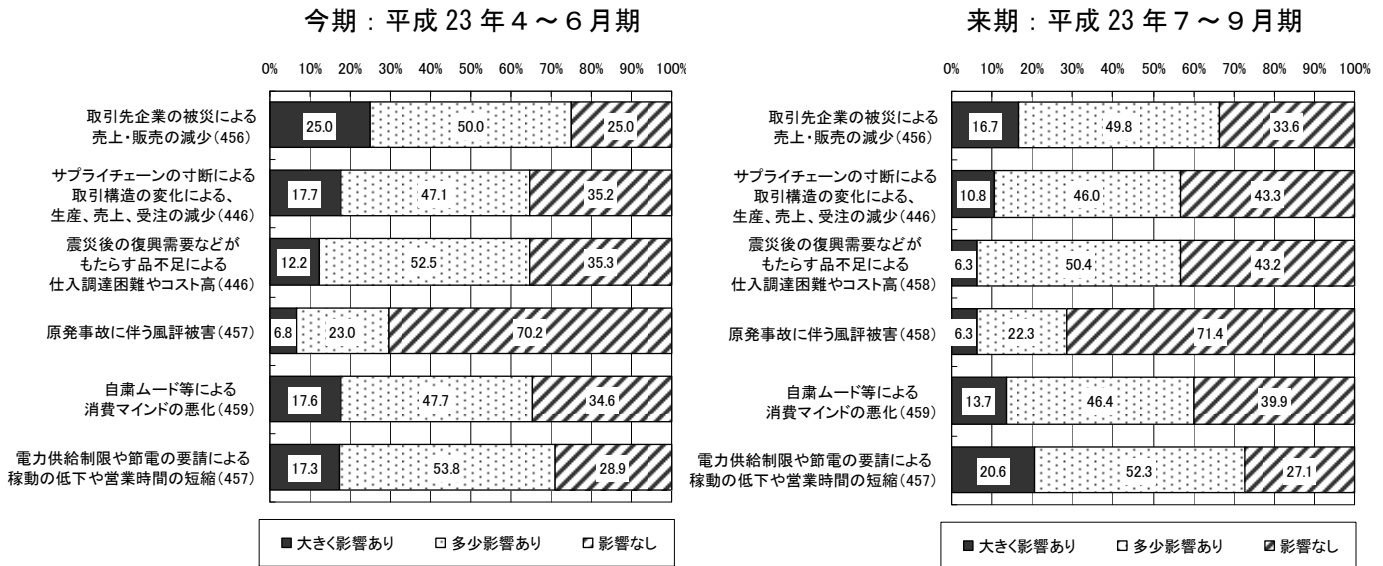 今期：平成 23 年４～６月期
0% 10% 20% 30% 40% 50% 60% 70% 80% 90% 100%
取引先企業の被災による
売上・販売の減少(456)
25.0 50.0 25.0
サプライチェーンの寸断による
取引構造の変化による、
生産、売上、受注の減少(446)
17.7 47.1 35.2
震災後の復興需要などが
もたらす品不足による
仕入調達困難やコスト高(446)
12.2 52.5 35.3
原発事故に伴う風評被害(457)
6.8 23.0 70.2
自粛ムード等による
消費マインドの悪化(459)
17.6 47.7 34.6
電力供給制限や節電の要請による
稼動の低下や営業時間の短縮(457)
17.3 53.8 28.9
■大きく影響あり □多少影響あり 影響なし
来期：平成 23 年７～９月期
0% 10% 20% 30% 40% 50% 60% 70% 80% 90% 100%
取引先企業の被災による
売上・販売の減少(456)
16.7 49.8 33.6
サプライチェーンの寸断による
取引構造の変化による、
生産、売上、受注の減少(446)
10.8 46.0 43.3
震災後の復興需要などが
もたらす品不足による
仕入調達困難やコスト高(458)
6.3 50.4 43.2
原発事故に伴う風評被害(458)
6.3 22.3 71.4
自粛ムード等による
消費マインドの悪化(459)
13.7 46.4 39.9
電力供給制限や節電の要請による
稼動の低下や営業時間の短縮(457)
20.6 52.3 27.1
■大きく影響あり □多少影響あり 影響なし